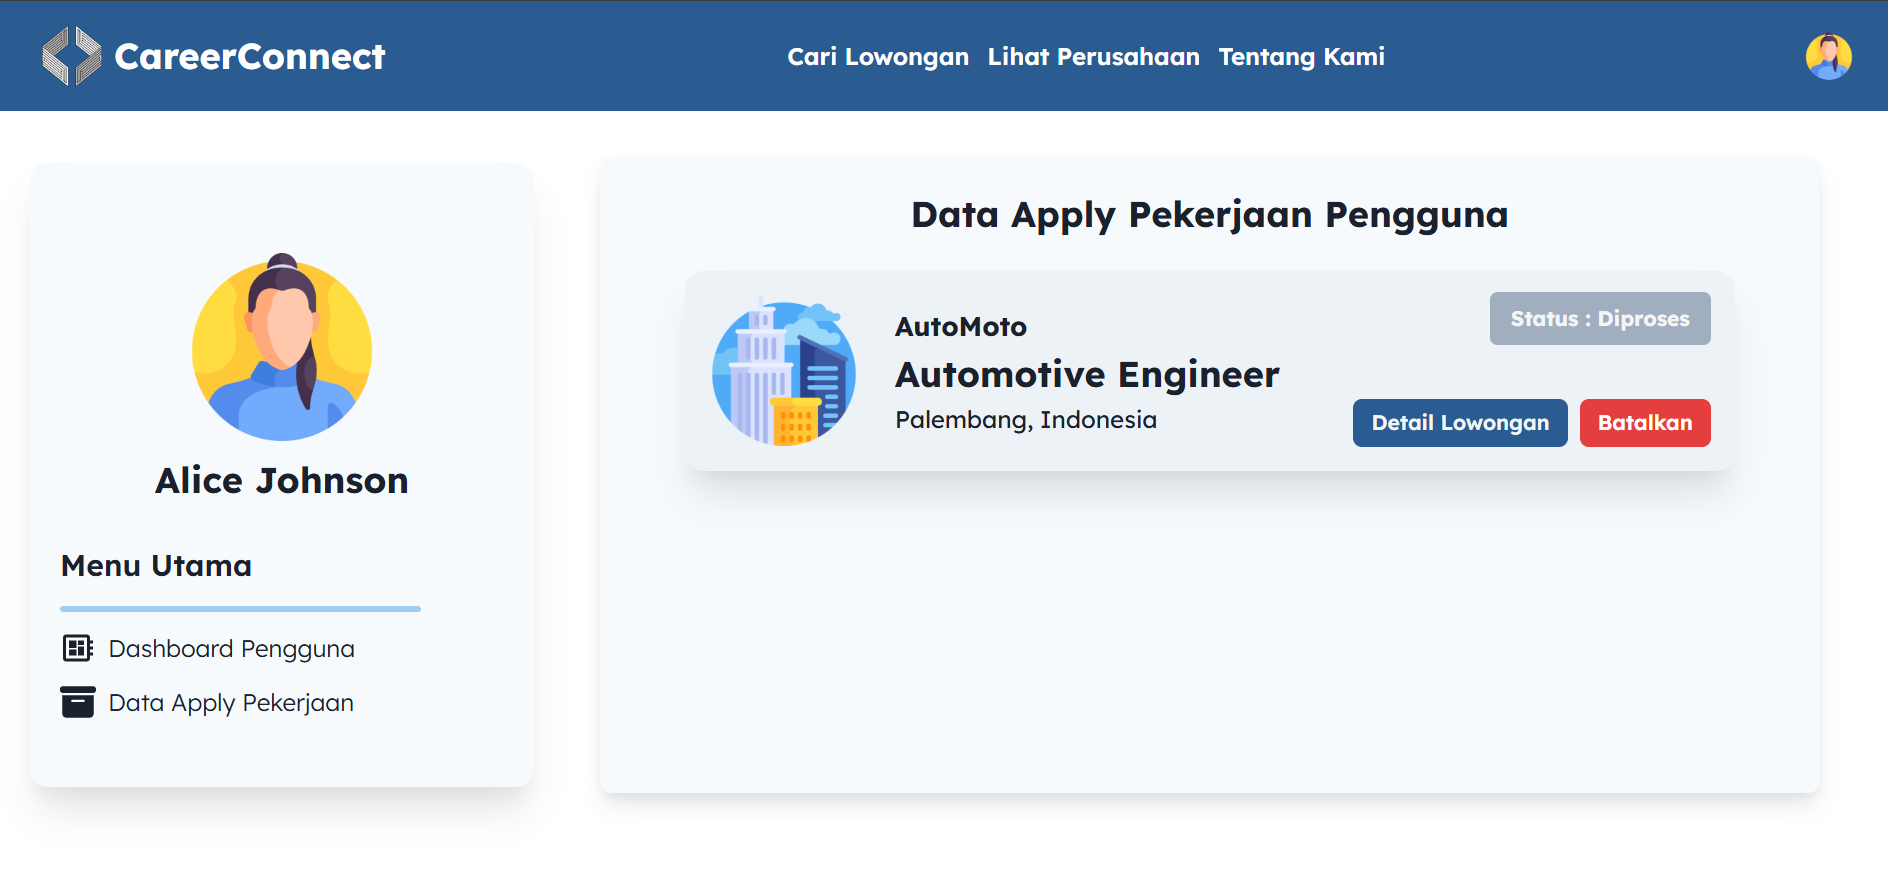 CareerConnect
Cari Lowongan Lihat Perusahaan Tentang Kami
Alice Johnson
Menu Utama
Dashboard Pengguna
Data Apply Pekerjaan
Data Apply Pekerjaan Pengguna
Status : Diproses
AutoMoto
Automotive Engineer
Palembang, Indonesia
Detail Lowongan
Batalkan